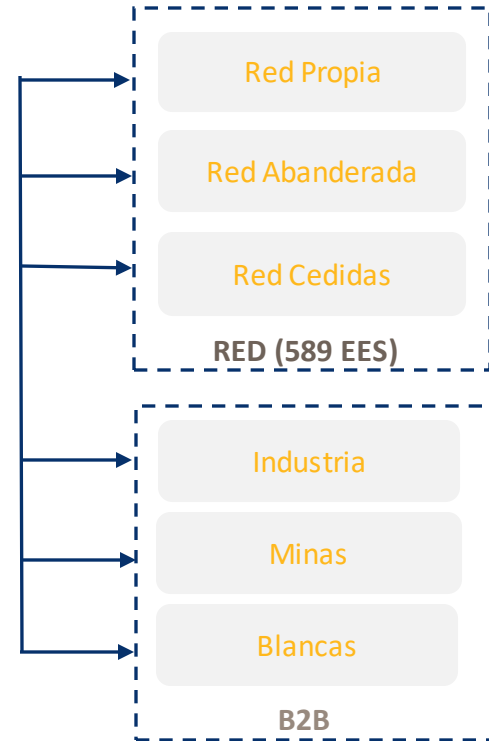 Red Propia
Red Abanderada
Red Cedidas
RED (589 EES)
Industria
Minas
Blancas
B2B